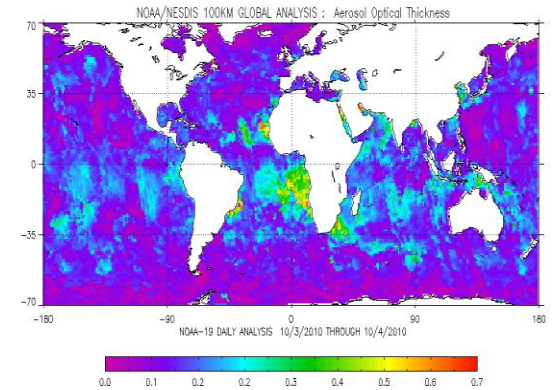 NOAA/NESDIS 100KM GLOBAL ANALYSIS : Aerosol Optical Thickness
70
35
0
-35
-70
-180 -90 0 90 180
NOAA-19 DAILY ANALYSIS 10/3/2010 THROUGH 10/4/2010
0.0 0.1 0.2 0.3 0.4 0.5 0.6 0.7